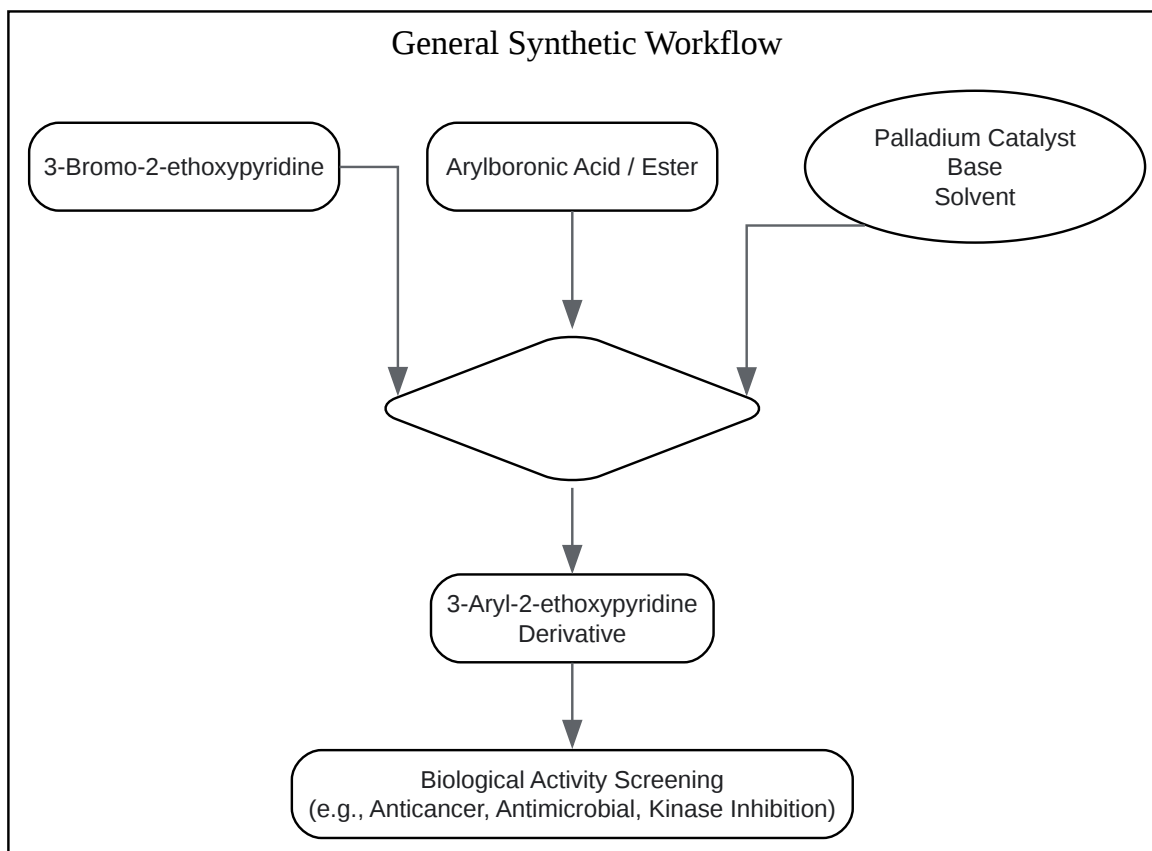 General Synthetic Workflow
3-Bromo-2-ethoxypyridine
Arylboronic Acid / Ester
Palladium Catalyst
Base
Solvent
3-Aryl-2-ethoxypyridine
Derivative
Biological Activity Screening
(e.g., Anticancer, Antimicrobial, Kinase Inhibition)